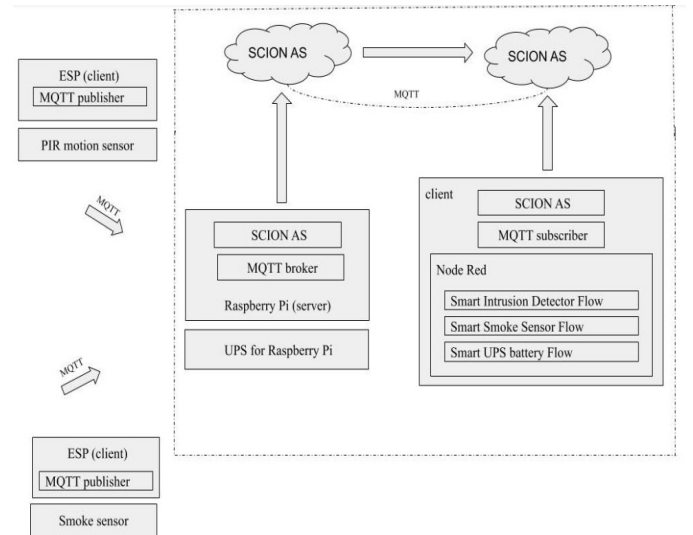 SCION AS
SCION AS
MQTT
ESP (client)
MQTT publisher
PIR motion sensor
MQTT
SCION AS
MQTT broker
Raspberry Pi (server)
UPS for Raspberry Pi
client
SCION AS
MQTT subscriber
Node Red
Smart Intrusion Detector Flow
Smart Smoke Sensor Flow
Smart UPS battery Flow
MQTT
ESP (client)
MQTT publisher
Smoke sensor